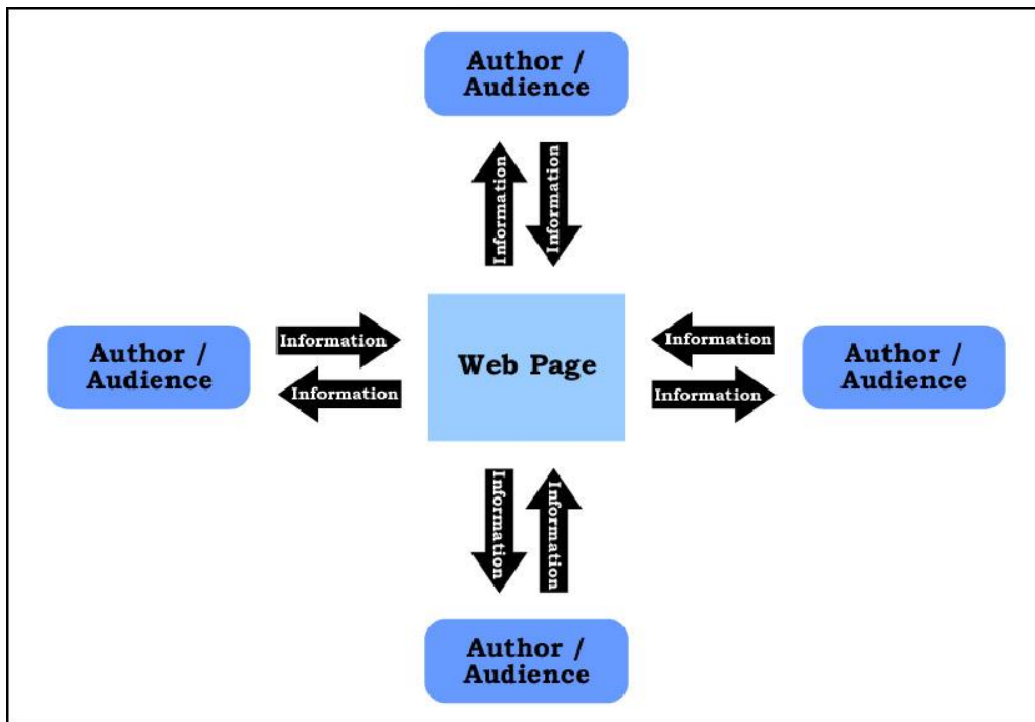 Author /
Audience
Information
Information
Author /
Audience
Information
Information
Web Page
Information
Information
Author /
Audience
Information
Information
Author /
Audience